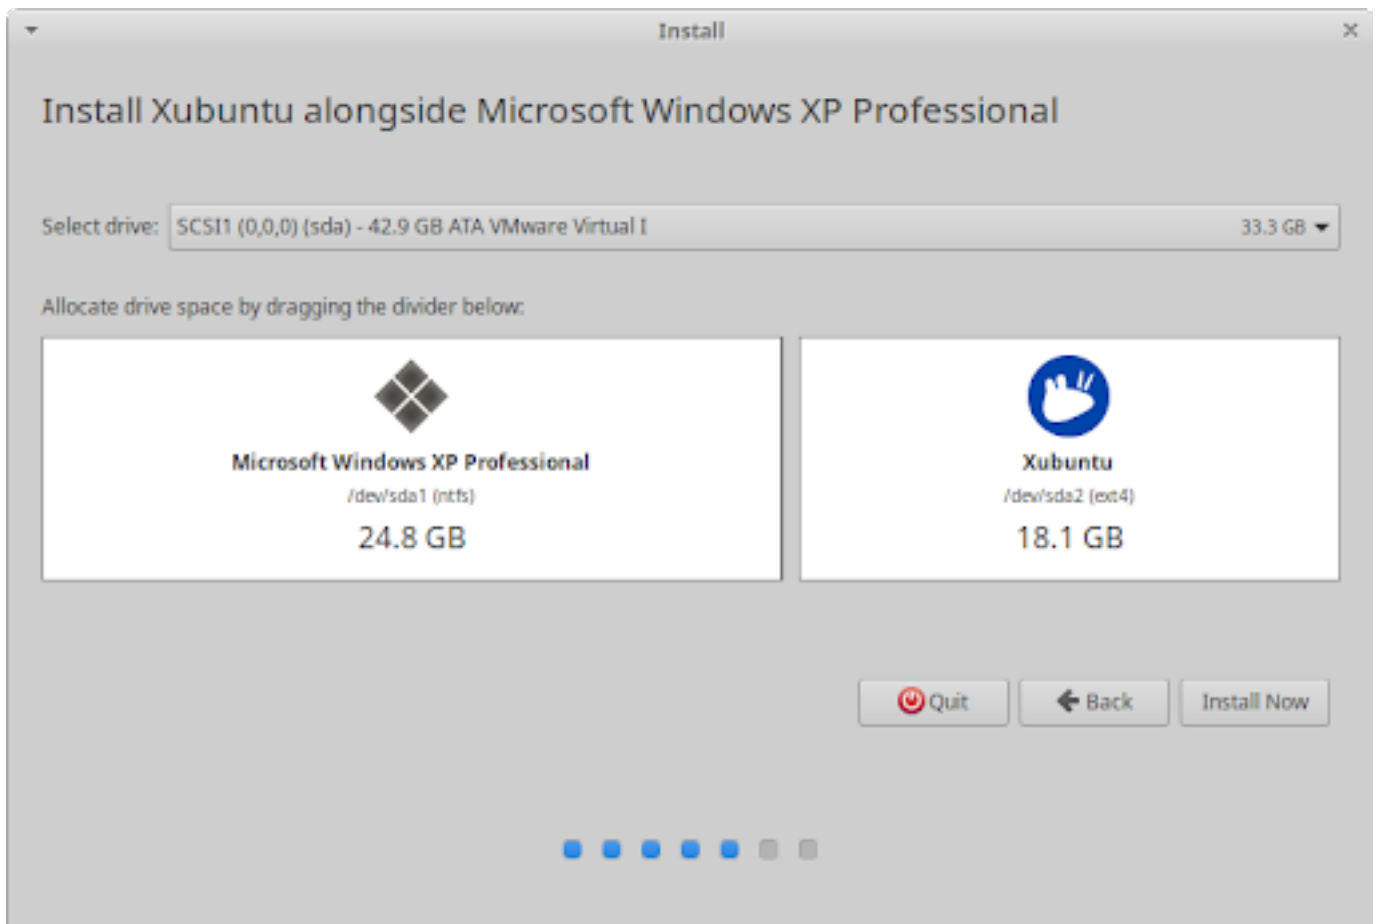 Install
Install Xubuntu alongside Microsoft Windows XP Professional
Select drive: SCSI1 (0,0,0) (sda) - 42.9 GB ATA VMware Virtual I 33.3 GB
Allocate drive space by dragging the divider below:
Microsoft Windows XP Professional
/dev/sda1 (ntfs)
24.8 GB
Xubuntu
/dev/sda2 (ext4)
18.1 GB
Quit Back Install Now